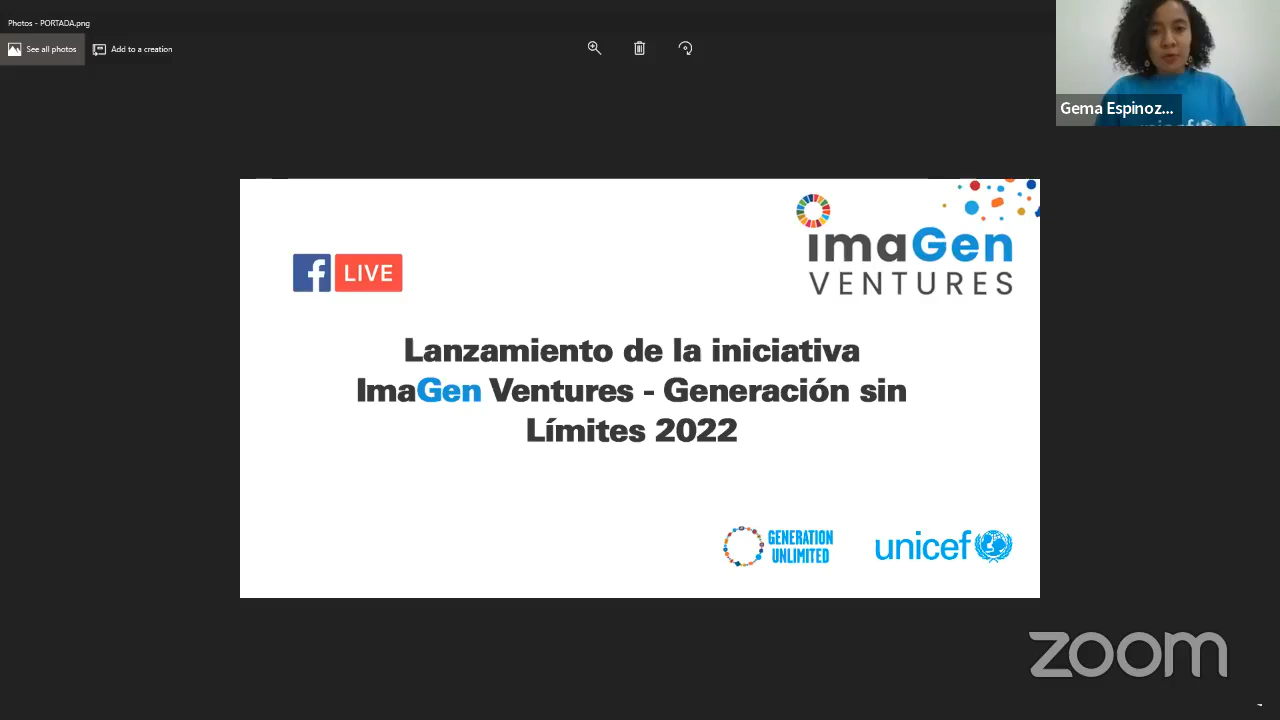 Photos - PORTADA.png
See all photos
Add to a creation
Gema Espinoz...
unicef
imaGen
VENTURES
LIVE
Lanzamiento de la iniciativa
ImaGen Ventures - Generación sin
Límites 2022
GENERATION
UNLIMITED
unicef
zoom